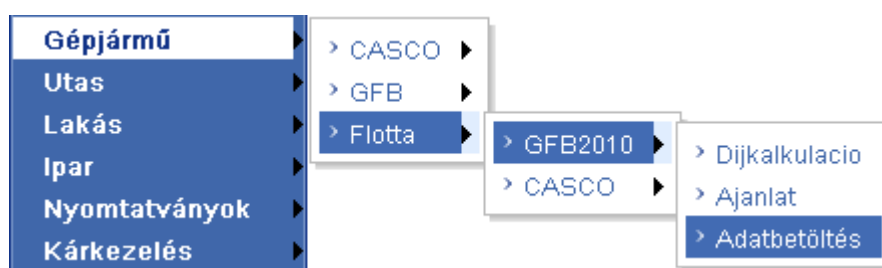 Gépjármű
Utas
Lakás
Ipar
Nyomtatványok
Kárkezelés
> CASCO
> GFB
> Flotta
> GFB2010
> CASCO
> Dijkalkulacio
> Ajanlat
> Adatbetöltés